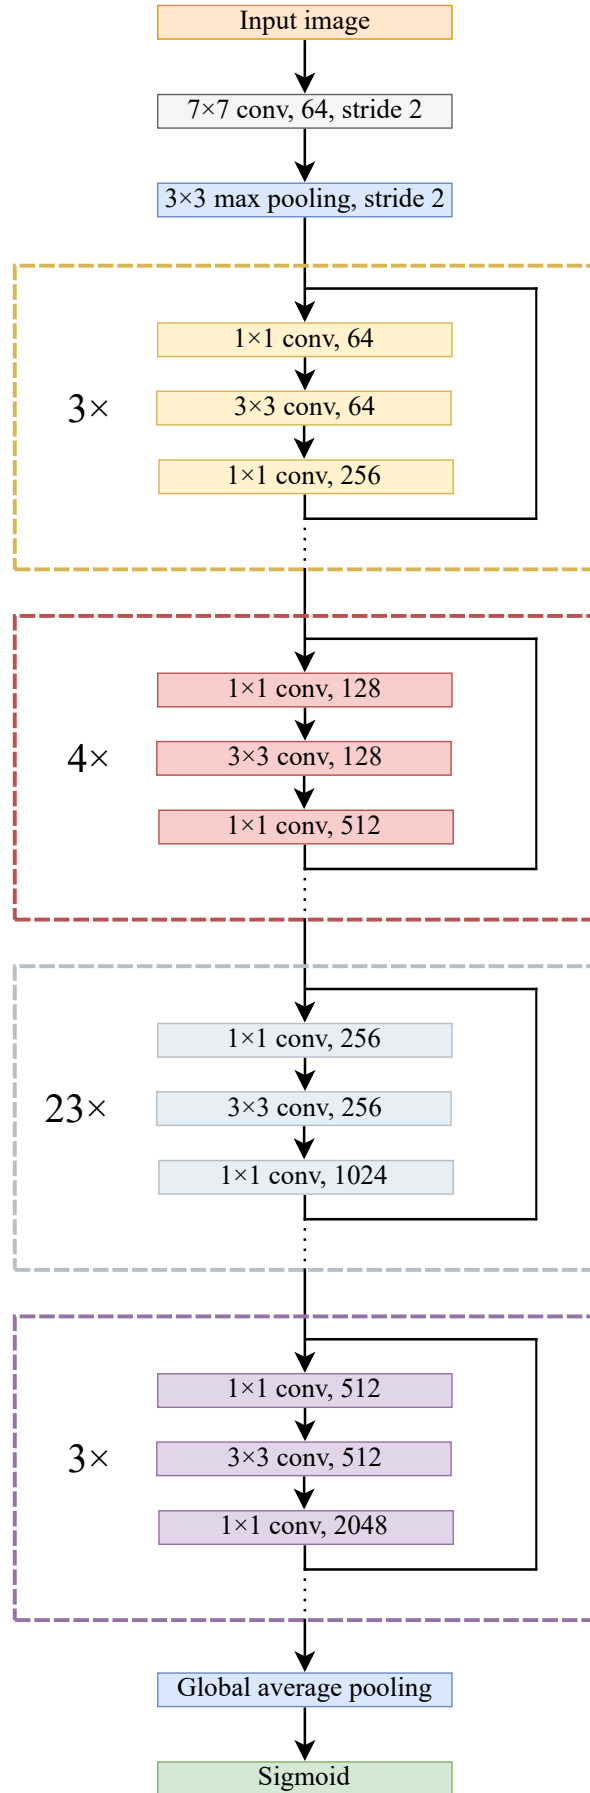 Input image
7×7 conv, 64, stride 2
3×3 max pooling, stride 2
1×1 conv, 64
3×
3×3 conv, 64
1×1 conv, 256
1×1 conv, 128
4×
3×3 conv, 128
1×1 conv, 512
1×1 conv, 256
23×
3×3 conv, 256
1×1 conv, 1024
1×1 conv, 512
3×
3×3 conv, 512
1×1 conv, 2048
Global average pooling
Sigmoid